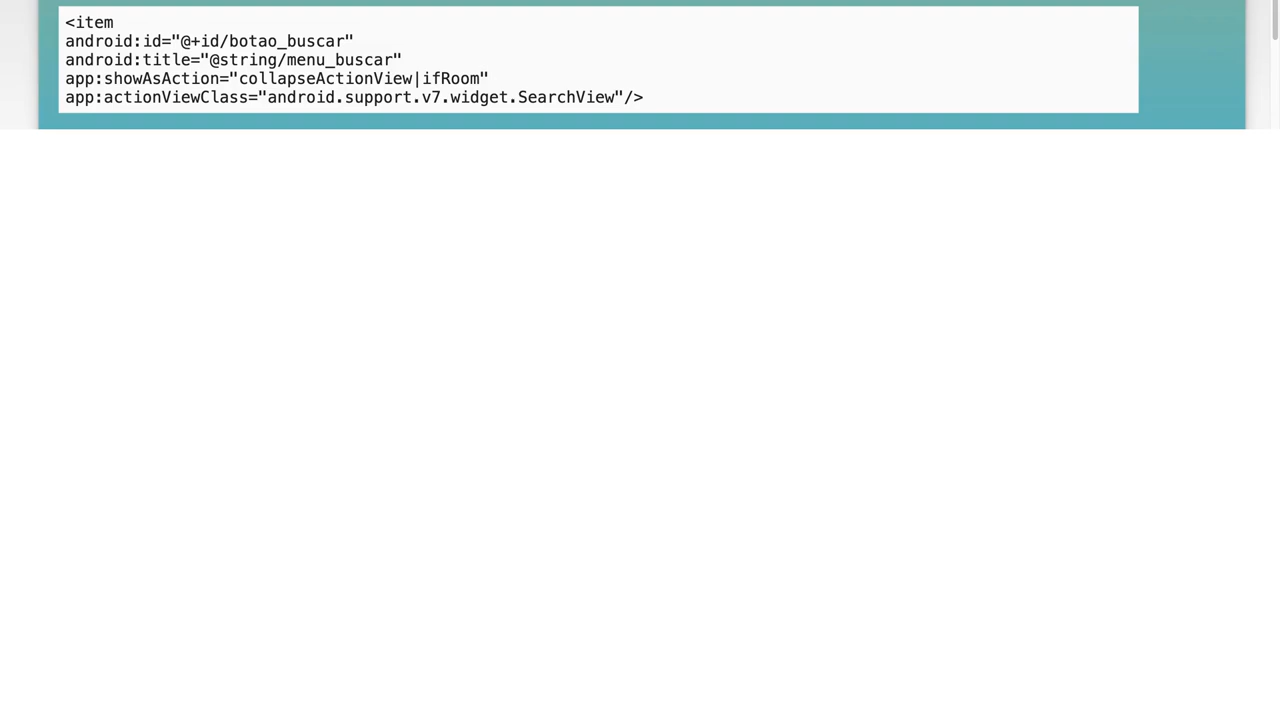 <item
android:id="@+id/botao_buscar"
android:title="@string/menu_buscar"
app:showAsAction="collapseActionView|ifRoom"
app:actionViewClass="android.support.v7.widget.SearchView"/>